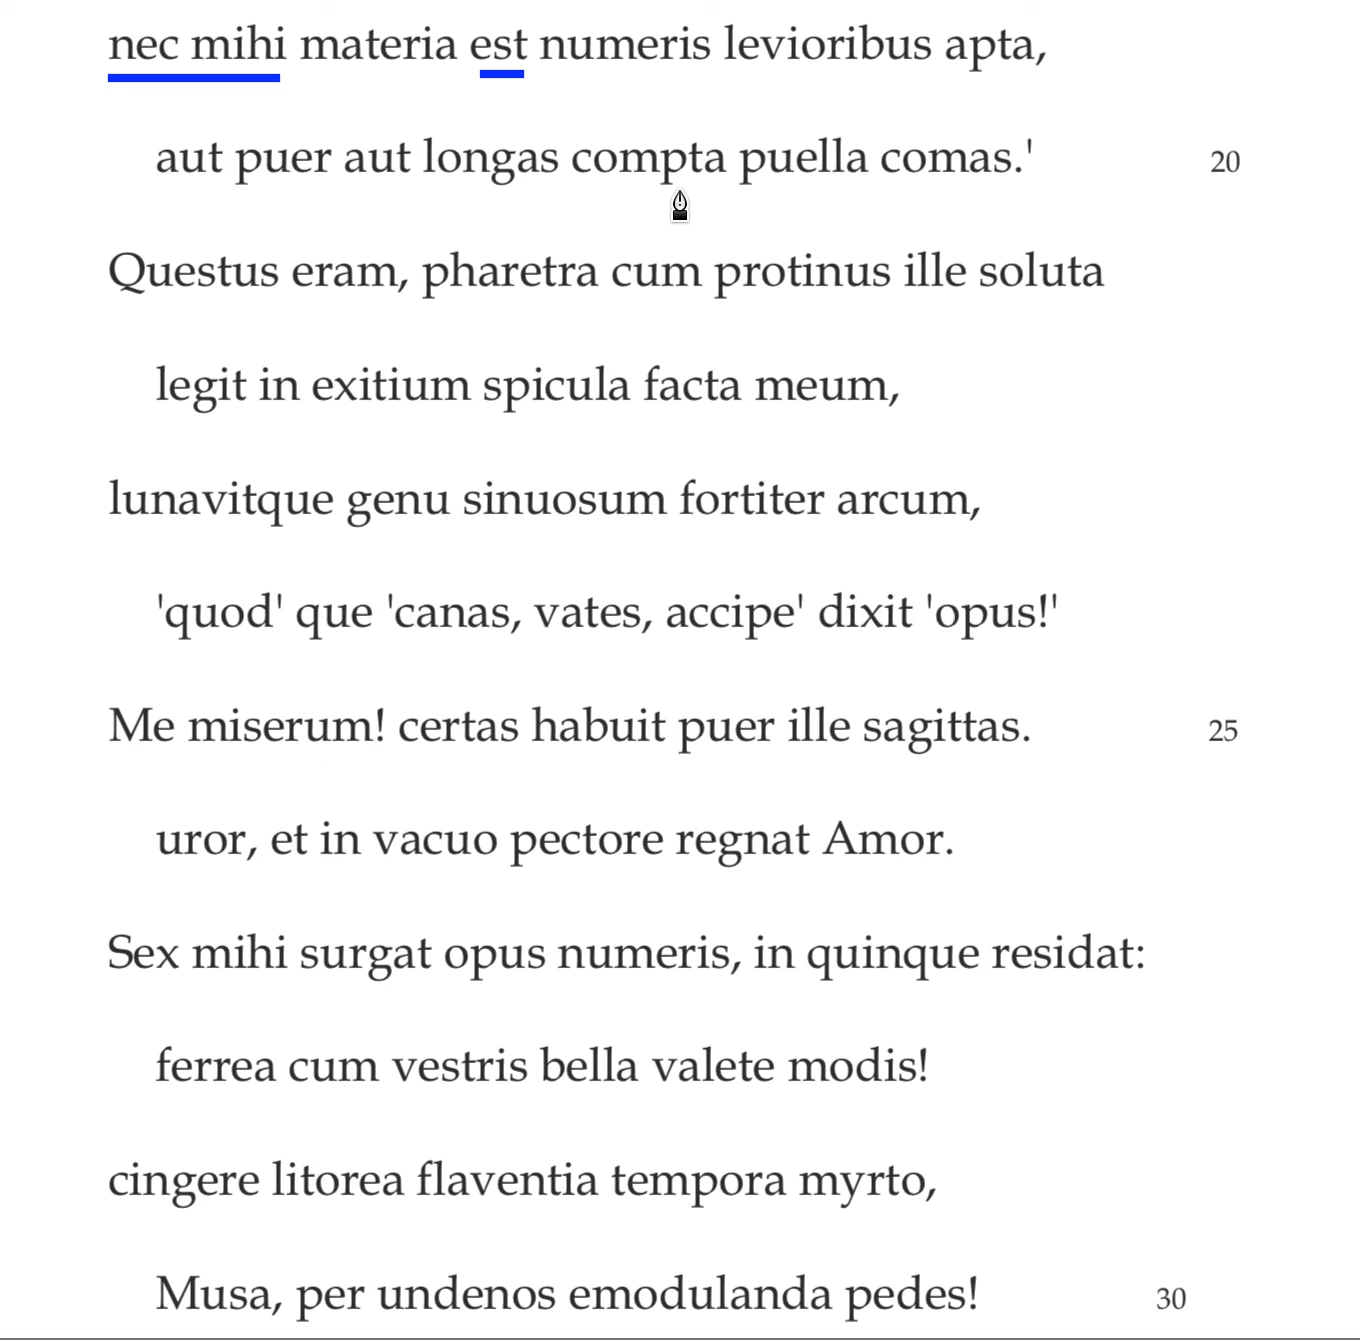 nec mihi materia est numeris levioribus apta,
aut puer aut longas compta puella comas.' 20
Questus eram, pharetra cum protinus ille soluta
legit in exitium spicula facta meum,
lunavitque genu sinuosum fortiter arcum,
'quod' que 'canas, vates, accipe' dixit 'opus!'
Me miserum! certas habuit puer ille sagittas. 25
uror, et in vacuo pectore regnat Amor.
Sex mihi surgat opus numeris, in quinque residat:
ferrea cum vestris bella valete modis!
cingere litorea flaventia tempora myrto,
Musa, per undenos emodulanda pedes! 30